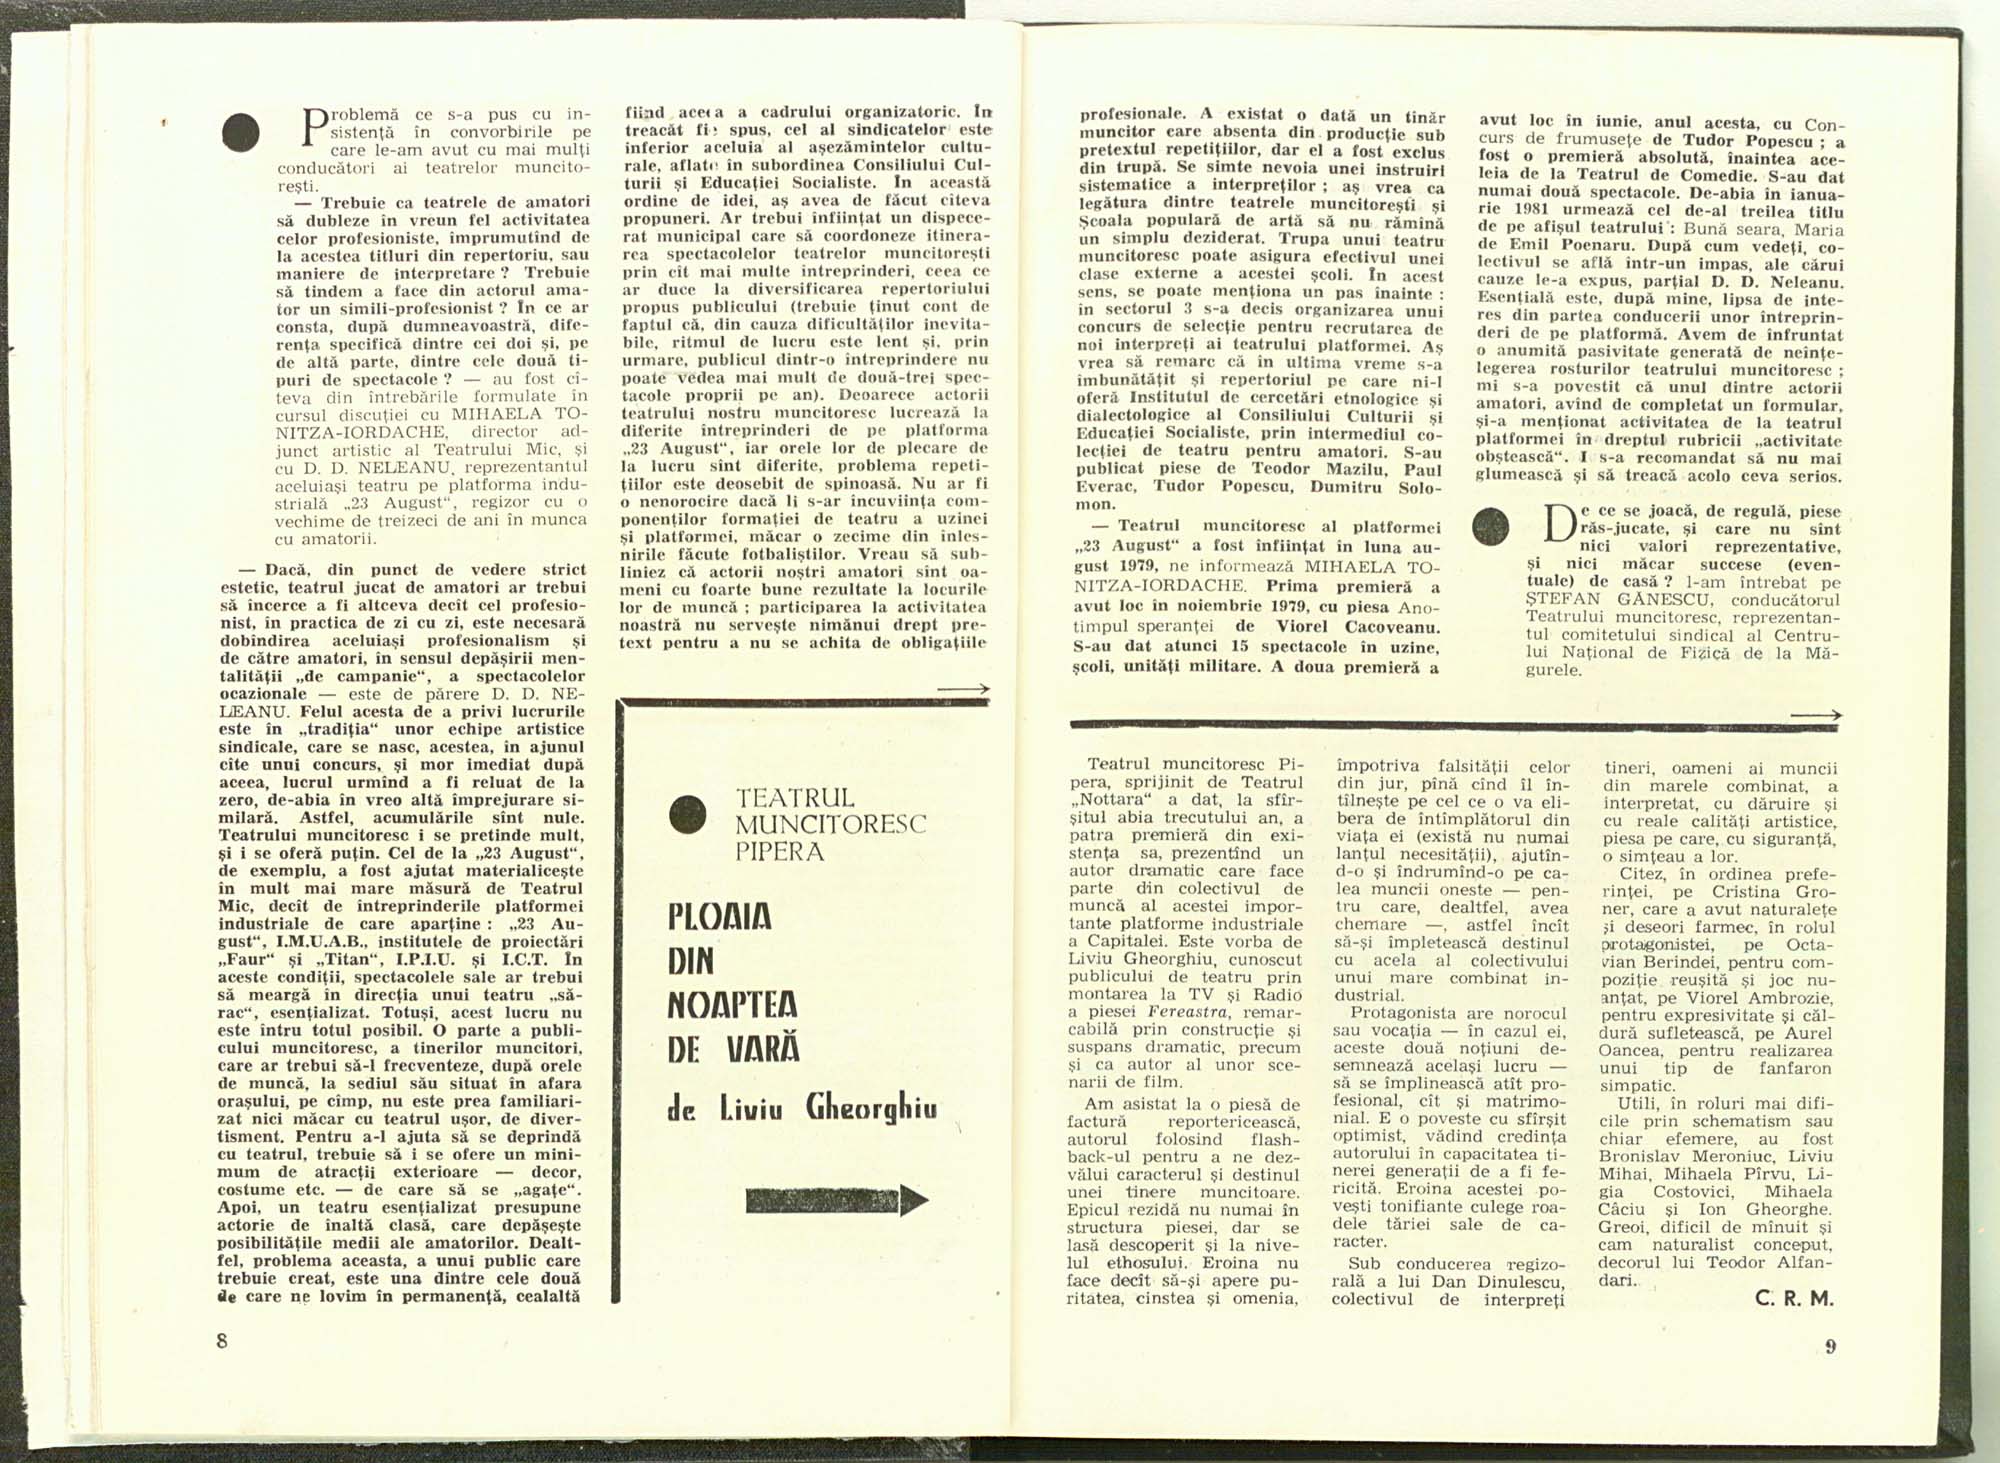 Problemă ce s-a pus cu in-
sistență în convorbirile pe
care le-am avut cu mai mulți
conducători ai teatrelor muncito-
rești.
— Trebuie ca teatrele de amatori
să dubleze în vreun fel activitatea
celor profesioniste, împrumutînd de
la acestea titluri din repertoriu, sau
maniere de interpretare ? Trebuie
să tindem a face din actorul ama-
tor un simili-profesionist ? În ce ar
consta, după dumneavoastră, dife-
rența specifică dintre cei doi și, pe
de altă parte, dintre cele două ti-
puri de spectacole ? — au fost cî-
teva din întrebările formulate în
cursul discuției cu MIHAELA TO-
NITZA-IORDACHE, director ad-
junct artistic al Teatrului Mic, și
cu D. D. NELEANU, reprezentantul
aceluiași teatru pe platforma indu-
strială „23 August“, regizor cu o
vechime de treizeci de ani în munca
cu amatorii.
— Dacă, din punct de vedere strict
estetic, teatrul jucat de amatori ar trebui
să încerce a fi altceva decît cel profesio-
nist, în practica de zi cu zi, este necesară
dobîndirea aceluiași profesionalism și
de către amatori, în sensul depășirii men-
talității „de campanie“, a spectacolelor
ocazionale — este de părere D. D. NE-
LEANU. Felul acesta de a privi lucrurile
este în „tradiția“ unor echipe artistice
sindicale, care se nasc, acestea, în ajunul
cîte unui concurs, și mor imediat după
aceea, lucrul urmînd a fi reluat de la
zero, de-abia în vreo altă împrejurare si-
milară. Astfel, acumulările sînt nule.
Teatrului muncitoresc i se pretinde mult,
și i se oferă puțin. Cel de la „23 August“,
de exemplu, a fost ajutat materialicește
în mult mai mare măsură de Teatrul
Mic, decît de întreprinderile platformei
industriale de care aparține : „23 Au-
gust“, I.M.U.A.B., institutele de proiectări
„Faur“ și „Titan“, I.P.I.U. și I.C.T. În
aceste condiții, spectacolele sale ar trebui
să meargă în direcția unui teatru „să-
rac“, esențializat. Totuși, acest lucru nu
este întru totul posibil. O parte a publi-
cului muncitoresc, a tinerilor muncitori,
care ar trebui să-l frecventeze, după orele
de muncă, la sediul său situat în afara
orașului, pe cîmp, nu este prea familiari-
zat nici măcar cu teatrul ușor, de diver-
tisment. Pentru a-l ajuta să se deprindă
cu teatrul, trebuie să i se ofere un mini-
mum de atracții exterioare — decor,
costume etc. — de care să se „agațe“.
Apoi, un teatru esențializat presupune
actorie de înaltă clasă, care depășește
posibilitățile medii ale amatorilor. Dealt-
fel, problema aceasta, a unui public care
trebuie creat, este una dintre cele două
de care ne lovim în permanență, cealaltă
8
fiind aceea a cadrului organizatoric. În
treacăt fie spus, cel al sindicatelor este
inferior aceluia al așezămintelor cultu-
rale, aflate în subordinea Consiliului Cul-
turii și Educației Socialiste. În această
ordine de idei, aș avea de făcut cîteva
propuneri. Ar trebui înființat un dispece-
rat municipal care să coordoneze itinera-
rea spectacolelor teatrelor muncitorești
prin cît mai multe întreprinderi, ceea ce
ar duce la diversificarea repertoriului
propus publicului (trebuie ținut cont de
faptul că, din cauza dificultăților inevita-
bile, ritmul de lucru este lent și, prin
urmare, publicul dintr-o întreprindere nu
poate vedea mai mult de două-trei spec-
tacole proprii pe an). Deoarece actorii
teatrului nostru muncitoresc lucrează la
diferite întreprinderi de pe platforma
„23 August“, iar orele lor de plecare de
la lucru sînt diferite, problema repeti-
țiilor este deosebit de spinoasă. Nu ar fi
o nenorocire dacă li s-ar încuviința com-
ponenților formației de teatru a uzinei
și platformei, măcar o zecime din înles-
nirile făcute fotbaliștilor. Vreau să sub-
liniez că actorii noștri amatori sînt oa-
meni cu foarte bune rezultate la locurile
lor de muncă ; participarea la activitatea
noastră nu servește nimănui drept pre-
text pentru a nu se achita de obligațiile
TEATRUL
MUNCITORESC
PIPERA
PLOAIA
DIN
NOAPTEA
DE VARĂ
de Liviu Gheorghiu
profesionale. A existat o dată un tînăr
muncitor care absenta din producție sub
pretextul repetițiilor, dar el a fost exclus
din trupă. Se simte nevoia unei instruiri
sistematice a interpreților ; aș vrea ca
legătura dintre teatrele muncitorești și
Școala populară de artă să nu rămînă
un simplu deziderat. Trupa unui teatru
muncitoresc poate asigura efectivul unei
clase externe a acestei școli. În acest
sens, se poate menționa un pas înainte :
în sectorul 3 s-a decis organizarea unui
concurs de selecție pentru recrutarea de
noi interpreți ai teatrului platformei. Aș
vrea să remarc că în ultima vreme s-a
îmbunătățit și repertoriul pe care ni-l
oferă Institutul de cercetări etnologice și
dialectologice al Consiliului Culturii și
Educației Socialiste, prin intermediul co-
lecției de teatru pentru amatori. S-au
publicat piese de Teodor Mazilu, Paul
Everac, Tudor Popescu, Dumitru Solo-
mon.
— Teatrul muncitoresc al platformei
„23 August“ a fost înființat în luna au-
gust 1979, ne informează MIHAELA TO-
NITZA-IORDACHE. Prima premieră a
avut loc în noiembrie 1979, cu piesa Ano-
timpul speranței de Viorel Cacoveanu.
S-au dat atunci 15 spectacole în uzine,
școli, unități militare. A doua premieră a
avut loc în iunie, anul acesta, cu Con-
curs de frumusețe de Tudor Popescu ; a
fost o premieră absolută, înaintea ace-
leia de la Teatrul de Comedie. S-au dat
numai două spectacole. De-abia în ianua-
rie 1981 urmează cel de-al treilea titlu
de pe afișul teatrului : Bună seara, Maria
de Emil Poenaru. După cum vedeți, co-
lectivul se află într-un impas, ale cărui
cauze le-a expus, parțial D. D. Neleanu.
Esențială este, după mine, lipsa de inte-
res din partea conducerii unor întreprin-
deri de pe platformă. Avem de înfruntat
o anumită pasivitate generată de neînțe-
legerea rosturilor teatrului muncitoresc ;
mi s-a povestit că unul dintre actorii
amatori, avînd de completat un formular,
și-a menționat activitatea de la teatrul
platformei în dreptul rubricii „activitate
obștească“. I s-a recomandat să nu mai
glumească și să treacă acolo ceva serios.
De ce se joacă, de regulă, piese
răs-jucate, și care nu sînt
nici valori reprezentative,
și nici măcar succese (even-
tuale) de casă ? l-am întrebat pe
ȘTEFAN GĂNESCU, conducătorul
Teatrului muncitoresc, reprezentan-
tul comitetului sindical al Centru-
lui Național de Fizică de la Mă-
gurele.
Teatrul muncitoresc Pi-
pera, sprijinit de Teatrul
„Nottara“ a dat, la sfîr-
șitul abia trecutului an, a
patra premieră din exi-
stența sa, prezentînd un
autor dramatic care face
parte din colectivul de
muncă al acestei impor-
tante platforme industriale
a Capitalei. Este vorba de
Liviu Gheorghiu, cunoscut
publicului de teatru prin
montarea la TV și Radio
a piesei Fereastra, remar-
cabilă prin construcție și
suspans dramatic, precum
și ca autor al unor sce-
narii de film.
Am asistat la o piesă de
factură reportericească,
autorul folosind flash-
back-ul pentru a ne dez-
vălui caracterul și destinul
unei tinere muncitoare.
Epicul rezidă nu numai în
structura piesei, dar se
lasă descoperit și la nive-
lul ethosului. Eroina nu
face decît să-și apere pu-
ritatea, cinstea și omenia,
împotriva falsității celor
din jur, pînă cînd îl în-
tîlnește pe cel ce o va eli-
bera de întîmplătorul din
viața ei (există nu numai
lanțul necesității), ajutîn-
d-o și îndrumînd-o pe ca-
lea muncii oneste — pen-
tru care, dealtfel, avea
chemare —, astfel încît
să-și împletească destinul
cu acela al colectivului
unui mare combinat in-
dustrial.
Protagonista are norocul
sau vocația — în cazul ei,
aceste două noțiuni de-
semnează același lucru —
să se împlinească atît pro-
fesional, cît și matrimo-
nial. E o poveste cu sfîrșit
optimist, vădind credința
autorului în capacitatea ti-
nerei generații de a fi fe-
ricită. Eroina acestei po-
vești tonifiante culege roa-
dele tăriei sale de ca-
racter.
Sub conducerea regizo-
rală a lui Dan Dinulescu,
colectivul de interpreți
tineri, oameni ai muncii
din marele combinat, a
interpretat, cu dăruire și
cu reale calități artistice,
piesa pe care, cu siguranță,
o simțeau a lor.
Citez, în ordinea prefe-
rinței, pe Cristina Gro-
ner, care a avut naturalețe
și deseori farmec, în rolul
protagonistei, pe Octa-
vian Berindei, pentru com-
poziție reușită și joc nu-
anțat, pe Viorel Ambrozie,
pentru expresivitate și căl-
dură sufletească, pe Aurel
Oancea, pentru realizarea
unui tip de fanfaron
simpatic.
Utili, în roluri mai difi-
cile prin schematism sau
chiar efemere, au fost
Bronislav Meroniuc, Liviu
Mihai, Mihaela Pîrvu, Li-
gia Costovici, Mihaela
Câciu și Ion Gheorghe.
Greoi, dificil de mînuit și
cam naturalist conceput,
decorul lui Teodor Alfan-
dari.
C. R. M.
9